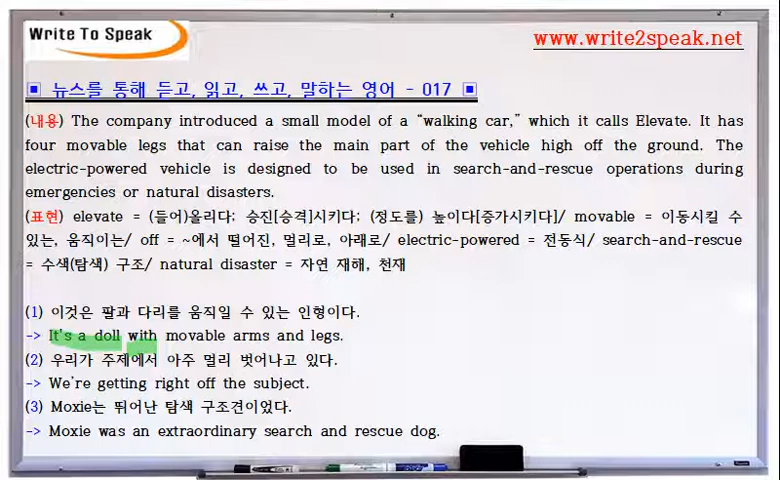 Write To Speak
www.write2speak.net
▣ 뉴스를 통해 듣고, 읽고, 쓰고, 말하는 영어 - 017 ▣
(내용) The company introduced a small model of a “walking car,” which it calls Elevate. It has
four movable legs that can raise the main part of the vehicle high off the ground. The
electric-powered vehicle is designed to be used in search-and-rescue operations during
emergencies or natural disasters.
(표현) elevate = (들어)올리다; 승진[승격]시키다; (정도를) 높이다[증가시키다]/ movable = 이동시킬 수
있는, 움직이는/ off = ~에서 떨어진, 멀리로, 아래로/ electric-powered = 전동식/ search-and-rescue
= 수색(탐색) 구조/ natural disaster = 자연 재해, 천재
(1) 이것은 팔과 다리를 움직일 수 있는 인형이다.
-> It's a doll with movable arms and legs.
(2) 우리가 주제에서 아주 멀리 벗어나고 있다.
-> We're getting right off the subject.
(3) Moxie는 뛰어난 탐색 구조견이었다.
-> Moxie was an extraordinary search and rescue dog.